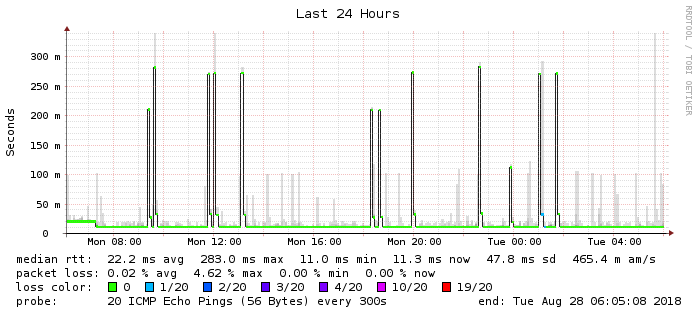 Last 24 Hours
RRDTOOL / TOBI OETIKER
Seconds
300 m
250 m
200 m
150 m
100 m
50 m
0
Mon 08:00 Mon 12:00 Mon 16:00 Mon 20:00 Tue 00:00 Tue 04:00
median rtt: 22.2 ms avg 283.0 ms max 11.0 ms min 11.3 ms now 47.8 ms sd 465.4 m am/s
packet loss: 0.02 % avg 4.62 % max 0.00 % min 0.00 % now
loss color: 0 1/20 2/20 3/20 4/20 10/20 19/20
probe: 20 ICMP Echo Pings (56 Bytes) every 300s end: Tue Aug 28 06:05:08 2018